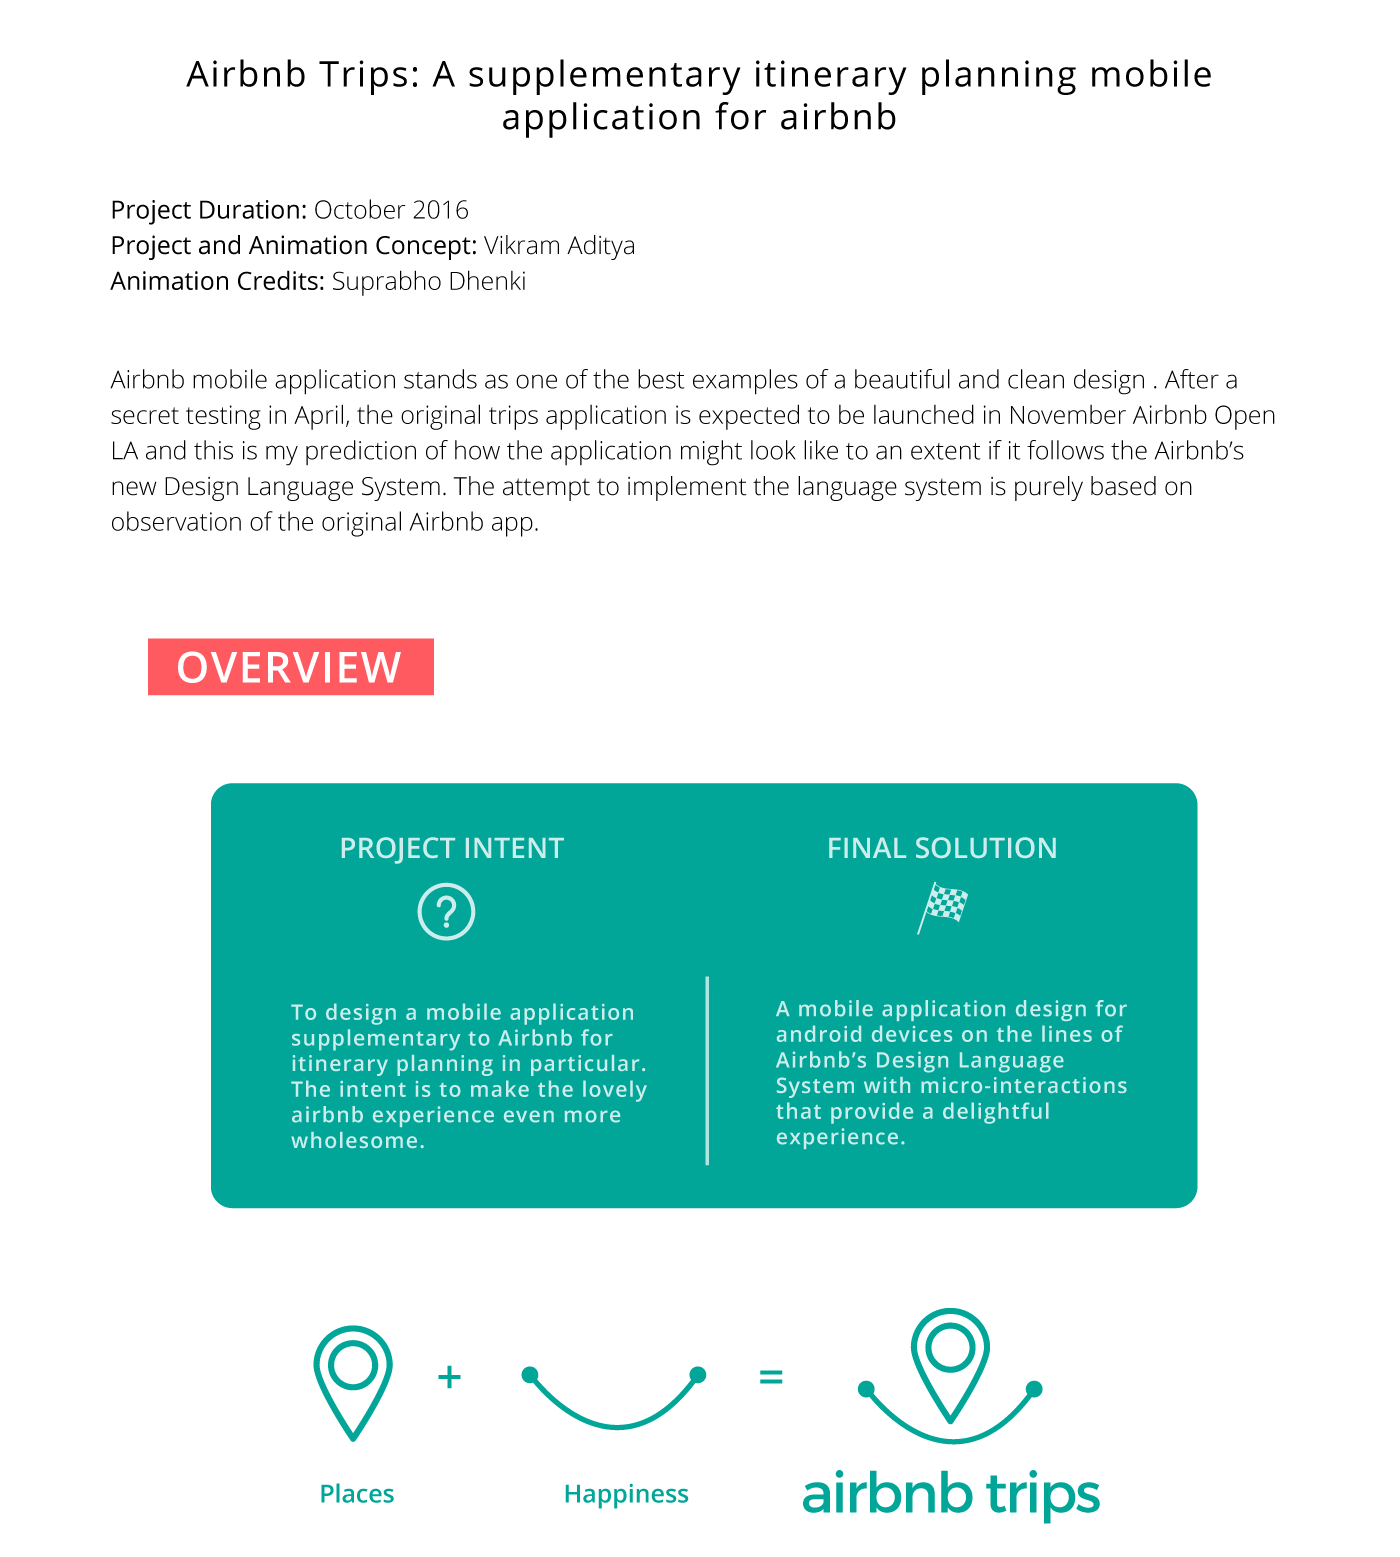 Airbnb Trips: A supplementary itinerary planning mobile
application for airbnb
Project Duration: October 2016
Project and Animation Concept: Vikram Aditya
Animation Credits: Suprabho Dhenki
Airbnb mobile application stands as one of the best examples of a beautiful and clean design . After a
secret testing in April, the original trips application is expected to be launched in November Airbnb Open
LA and this is my prediction of how the application might look like to an extent if it follows the Airbnb’s
new Design Language System. The attempt to implement the language system is purely based on
observation of the original Airbnb app.
OVERVIEW
PROJECT INTENT
?
To design a mobile application
supplementary to Airbnb for
itinerary planning in particular.
The intent is to make the lovely
airbnb experience even more
wholesome.
FINAL SOLUTION
A mobile application design for
android devices on the lines of
Airbnb’s Design Language
System with micro-interactions
that provide a delightful
experience.
+
=
Places
Happiness
airbnb trips